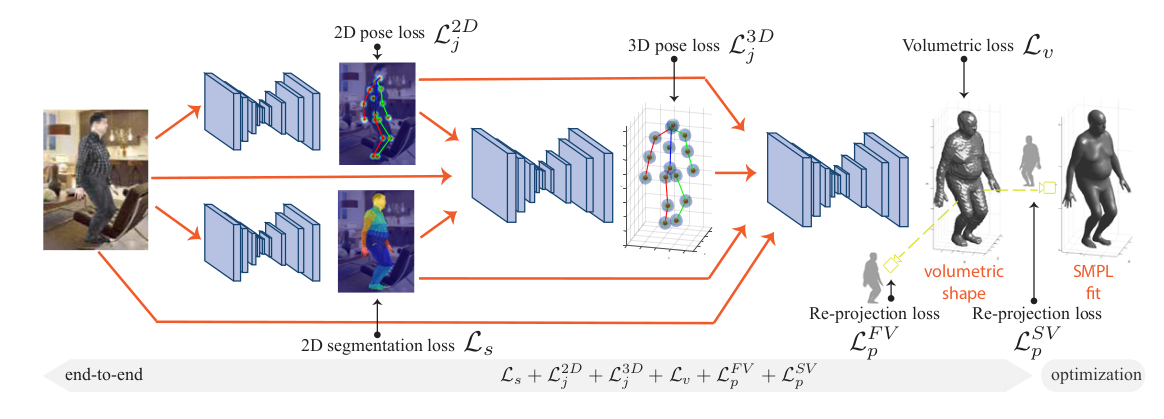 2D pose loss $\mathcal{L}_j^{2D}$
3D pose loss $\mathcal{L}_j^{3D}$
Volumetric loss $\mathcal{L}_v$
volumetric
shape
SMPL
fit
Re-projection loss
$\mathcal{L}_p^{FV}$
Re-projection loss
$\mathcal{L}_p^{SV}$
2D segmentation loss $\mathcal{L}_s$
end-to-end
$\mathcal{L}_s + \mathcal{L}_j^{2D} + \mathcal{L}_j^{3D} + \mathcal{L}_v + \mathcal{L}_p^{FV} + \mathcal{L}_p^{SV}$
optimization